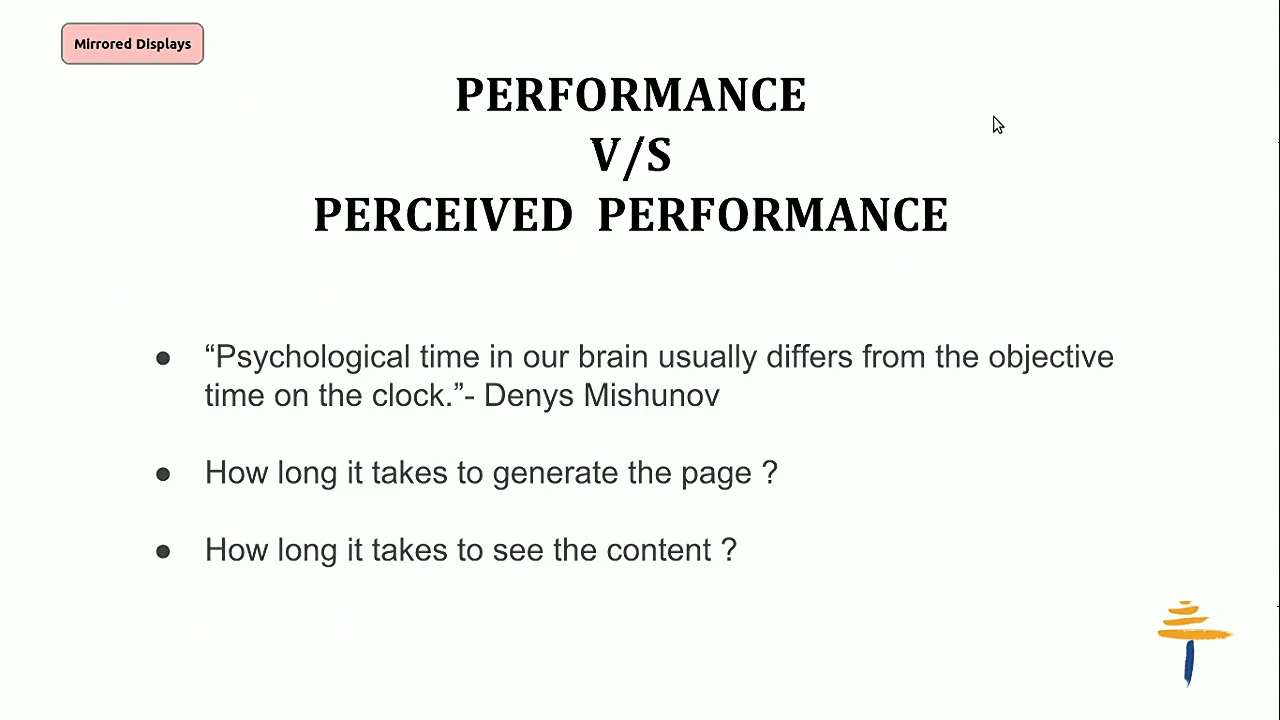 Mirrored Displays
PERFORMANCE
V/S
PERCEIVED PERFORMANCE
● “Psychological time in our brain usually differs from the objective
time on the clock.”- Denys Mishunov
● How long it takes to generate the page ?
● How long it takes to see the content ?